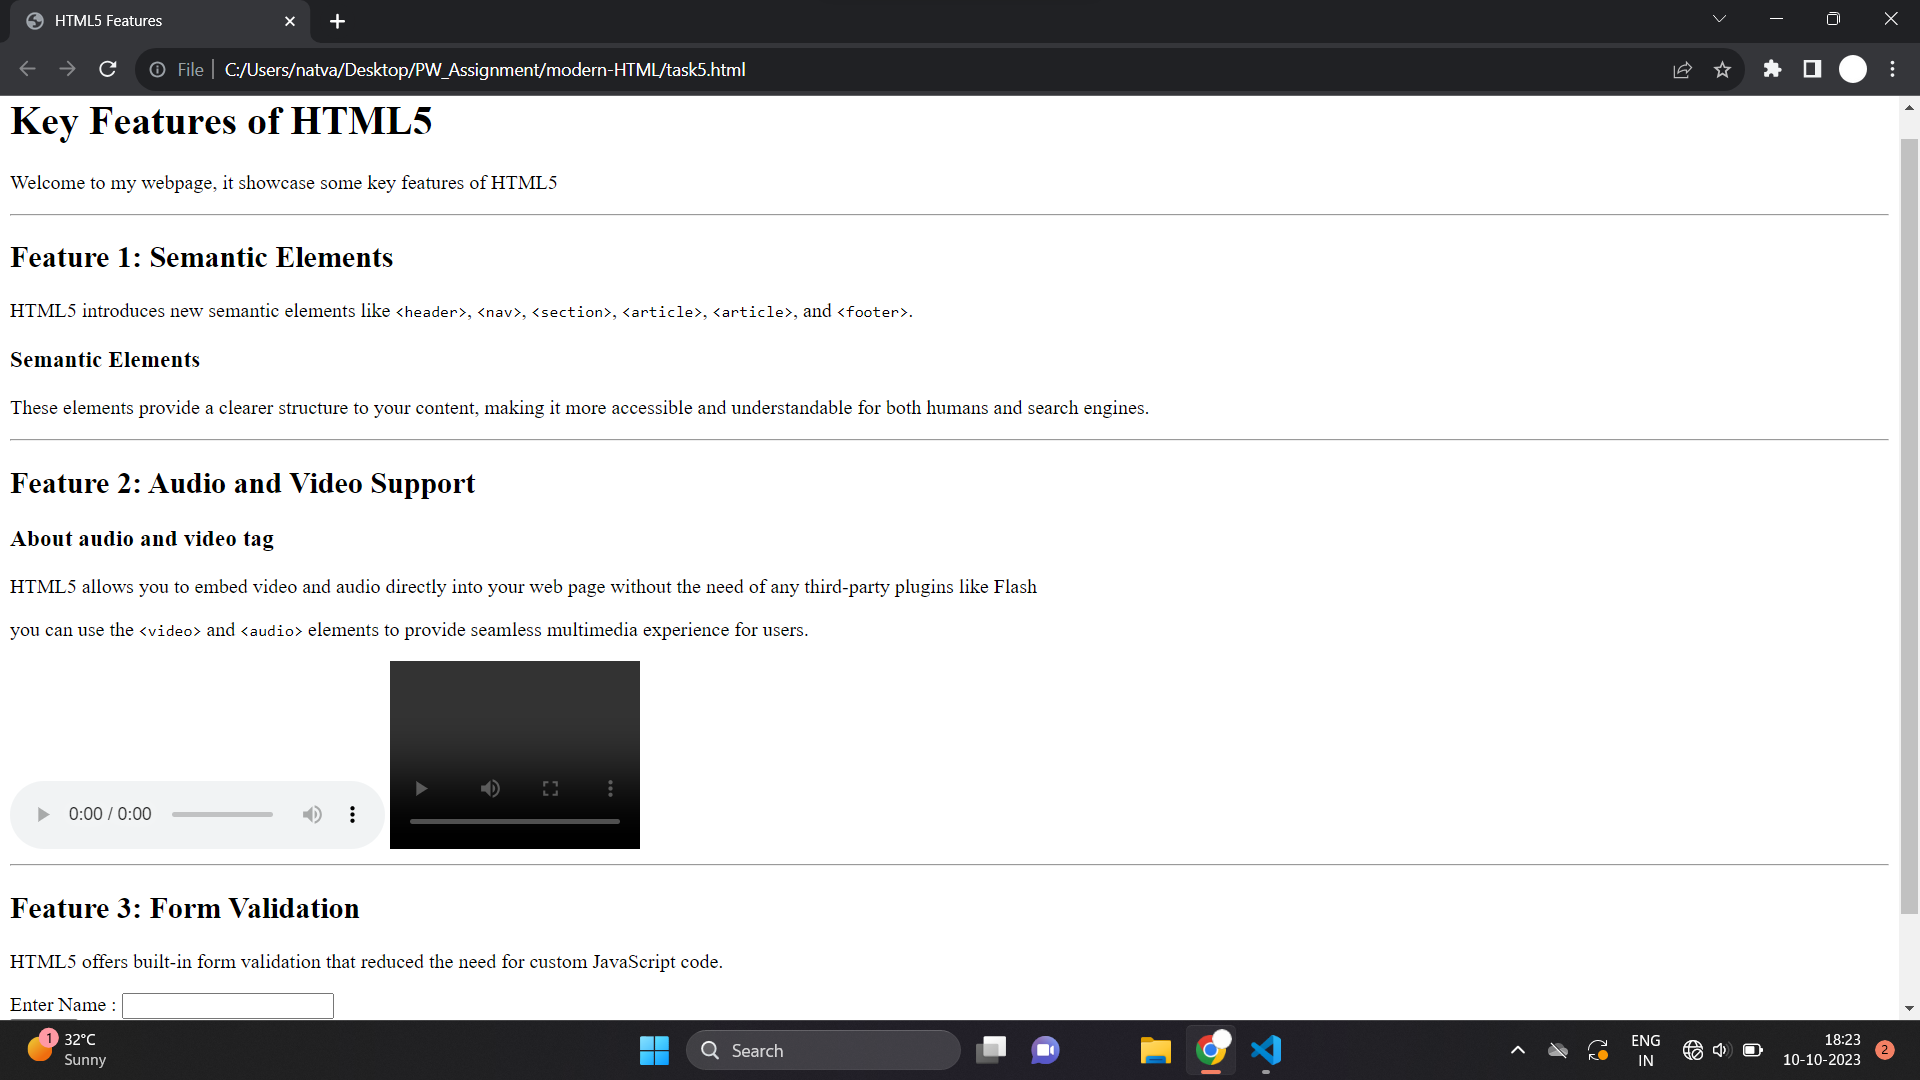 HTML5 Features
File
C:/Users/natva/Desktop/PW_Assignment/modern-HTML/task5.html
Key Features of HTML5
Welcome to my webpage, it showcase some key features of HTML5
Feature 1: Semantic Elements
HTML5 introduces new semantic elements like <header>, <nav>, <section>, <article>, <article>, and <footer>.
Semantic Elements
These elements provide a clearer structure to your content, making it more accessible and understandable for both humans and search engines.
Feature 2: Audio and Video Support
About audio and video tag
HTML5 allows you to embed video and audio directly into your web page without the need of any third-party plugins like Flash
you can use the <video> and <audio> elements to provide seamless multimedia experience for users.
0:00 / 0:00
Feature 3: Form Validation
HTML5 offers built-in form validation that reduced the need for custom JavaScript code.
Enter Name :
1
32°C
Sunny
Search
ENG
IN
18:23
10-10-2023
2